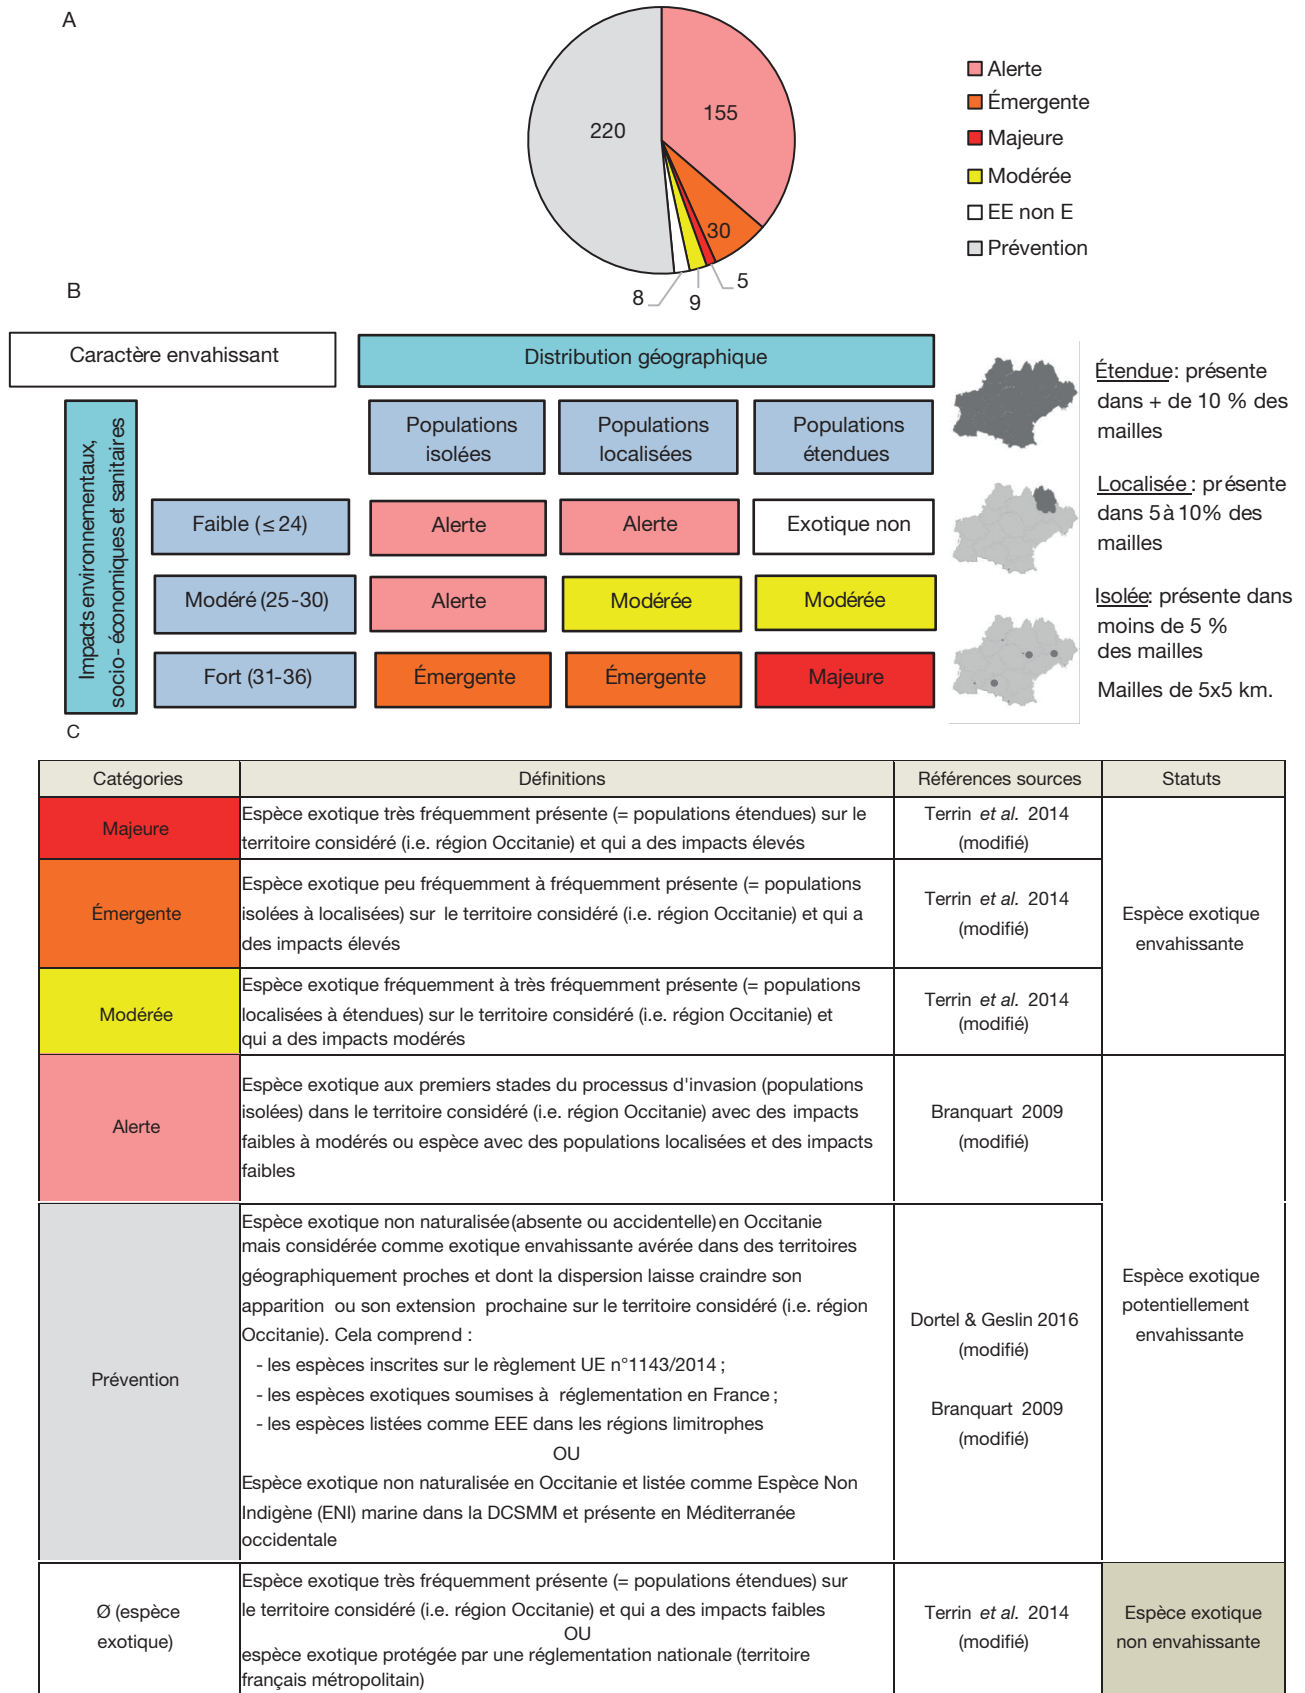 A
155
220
30
5
9
8
Alerte
Émergente
Majeure
Modérée
EE non E
Prévention
B
Caractère envahissant
Distribution géographique
Impacts environnementaux,
socio- économiques et sanitaires
Populations
isolées
Populations
localisées
Populations
étendues
Faible (≤ 24)
Alerte
Alerte
Exotique non
Modéré (25-30)
Alerte
Modérée
Modérée
Fort (31-36)
Émergente
Émergente
Majeure
Étendue: présente
dans + de 10 % des
mailles
Localisée : présente
dans 5 à 10% des
mailles
Isolée: présente dans
moins de 5 %
des mailles
Mailles de 5x5 km.
C
Catégories
Définitions
Références sources
Statuts
Majeure
Espèce exotique très fréquemment présente (= populations étendues) sur le
territoire considéré (i.e. région Occitanie) et qui a des impacts élevés
Terrin et al. 2014
(modifié)
Émergente
Espèce exotique peu fréquemment à fréquemment présente (= populations
isolées à localisées) sur le territoire considéré (i.e. région Occitanie) et qui a
des impacts élevés
Terrin et al. 2014
(modifié)
Espèce exotique
envahissante
Modérée
Espèce exotique fréquemment à très fréquemment présente (= populations
localisées à étendues) sur le territoire considéré (i.e. région Occitanie) et
qui a des impacts modérés
Terrin et al. 2014
(modifié)
Alerte
Espèce exotique aux premiers stades du processus d'invasion (populations
isolées) dans le territoire considéré (i.e. région Occitanie) avec des impacts
faibles à modérés ou espèce avec des populations localisées et des impacts
faibles
Branquart 2009
(modifié)
Prévention
Espèce exotique non naturalisée (absente ou accidentelle) en Occitanie
mais considérée comme exotique envahissante avérée dans des territoires
géographiquement proches et dont la dispersion laisse craindre son
apparition ou son extension prochaine sur le territoire considéré (i.e. région
Occitanie). Cela comprend :
- les espèces inscrites sur le règlement UE n°1143/2014 ;
- les espèces exotiques soumises à réglementation en France ;
- les espèces listées comme EEE dans les régions limitrophes
OU
Espèce exotique non naturalisée en Occitanie et listée comme Espèce Non
Indigène (ENI) marine dans la DCSMM et présente en Méditerranée
occidentale
Dortel & Geslin 2016
(modifié)
Branquart 2009
(modifié)
Espèce exotique
potentiellement
envahissante
Ø (espèce
exotique)
Espèce exotique très fréquemment présente (= populations étendues) sur
le territoire considéré (i.e. région Occitanie) et qui a des impacts faibles
OU
espèce exotique protégée par une réglementation nationale (territoire
français métropolitain)
Terrin et al. 2014
(modifié)
Espèce exotique
non envahissante